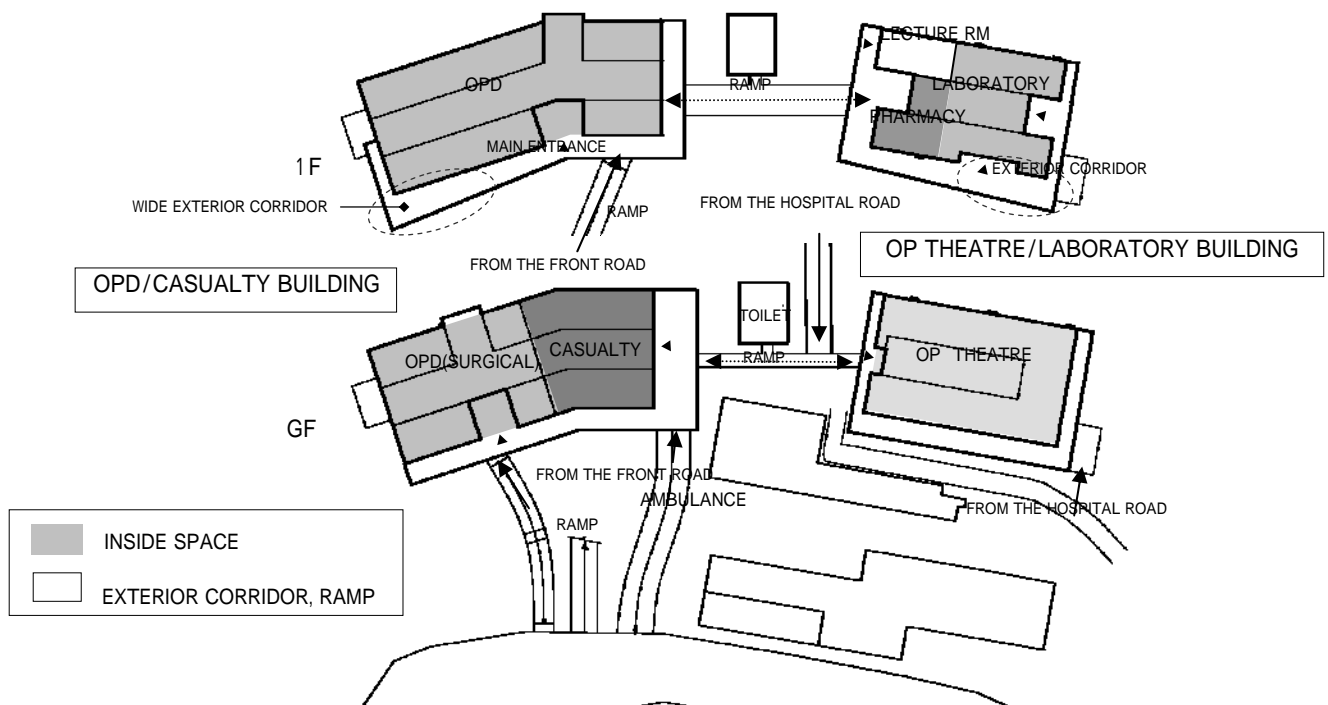 LECTURE RM
OPD
RAMP
LABORATORY
PHARMACY
MAIN ENTRANCE
1F
EXTERIOR CORRIDOR
WIDE EXTERIOR CORRIDOR
RAMP
FROM THE HOSPITAL ROAD
FROM THE FRONT ROAD
OPD/CASUALTY BUILDING
OP THEATRE/LABORATORY BUILDING
TOILET
OPD(SURGICAL)
CASUALTY
RAMP
OP THEATRE
GF
FROM THE FRONT ROAD
AMBULANCE
FROM THE HOSPITAL ROAD
RAMP
INSIDE SPACE
EXTERIOR CORRIDOR, RAMP